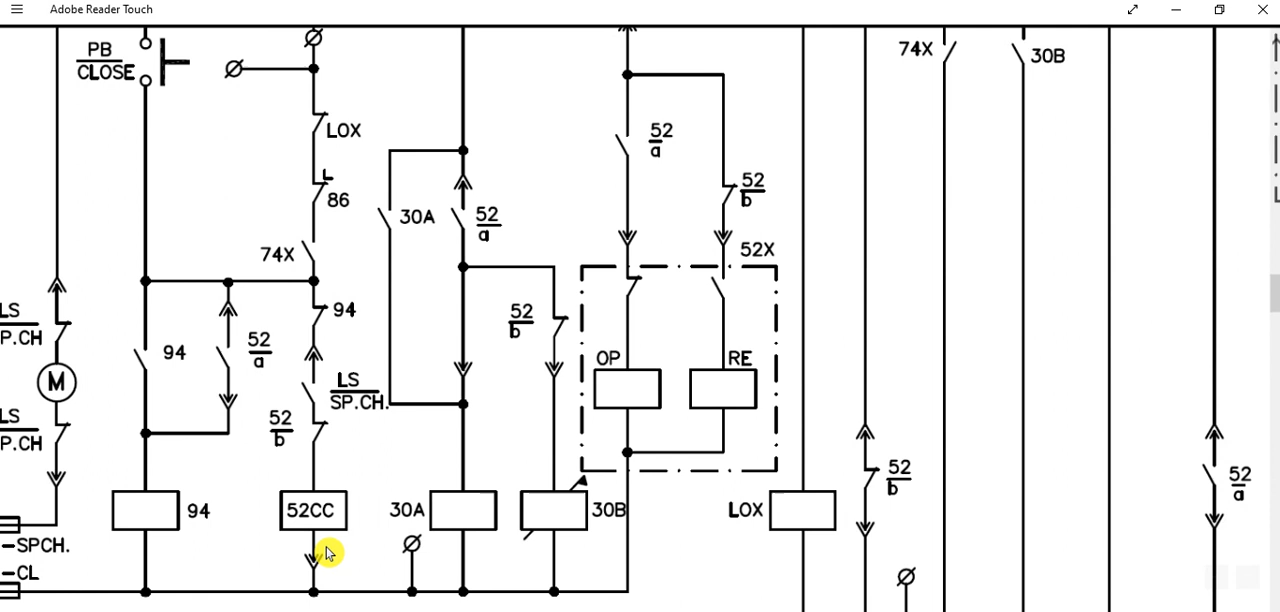 Adobe Reader Touch
PB
CLOSE
74X
30B
LOX
52
a
L
86
52
b
30A
52
a
74X
52X
LS
P.CH
94
52
b
94
52
a
OP
RE
M
LS
SP.CH.
LS
P.CH
52
b
52
b
52
a
94
52CC
30A
30B
LOX
-SPCH.
-CL